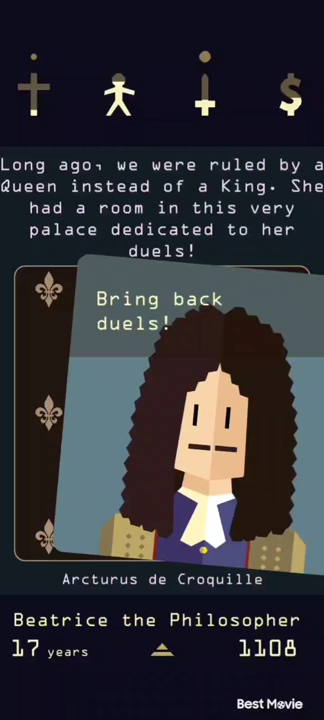 Long ago, we were ruled by a
Queen instead of a King. She
had a room in this very
palace dedicated to her
duels!
Bring back
duels!
Arcturus de Croquille
Beatrice the Philosopher
17 years
1108
Best Movie